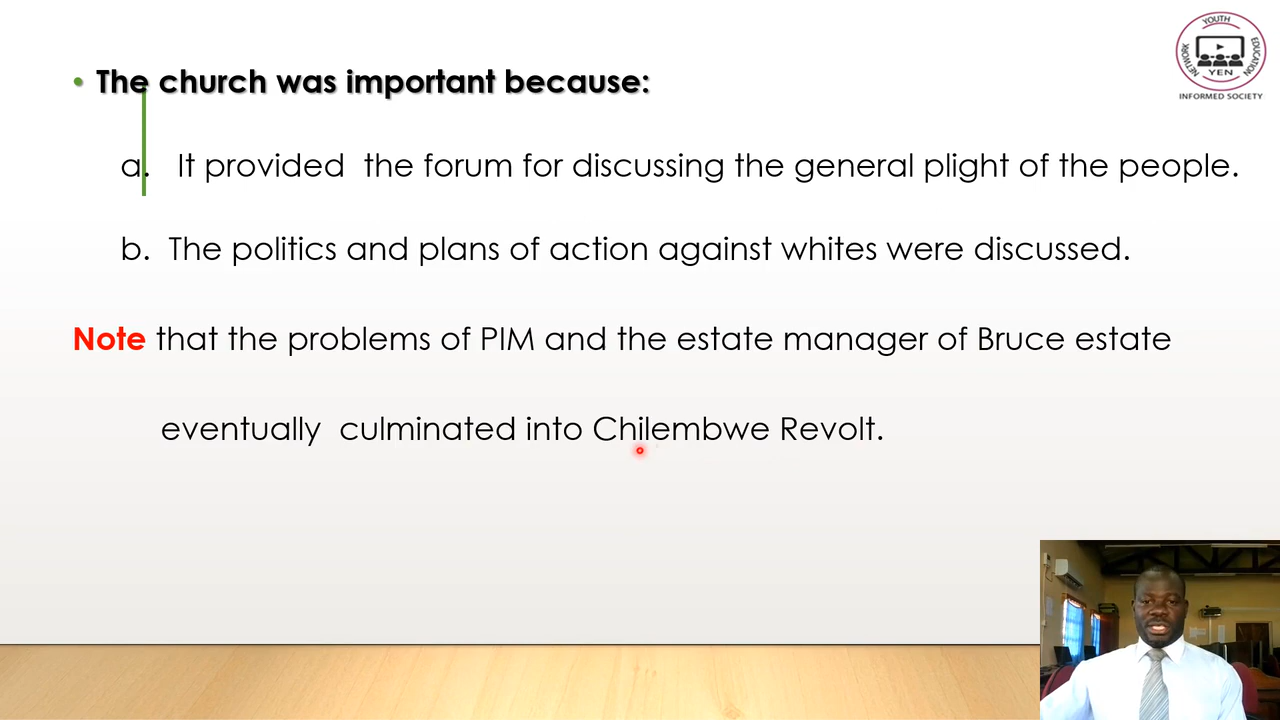 • The church was important because:
a. It provided the forum for discussing the general plight of the people.
b. The politics and plans of action against whites were discussed.
Note that the problems of PIM and the estate manager of Bruce estate
eventually culminated into Chilembwe Revolt.
YOUTH
EDUCATION
NETWORK
YEN
INFORMED SOCIETY